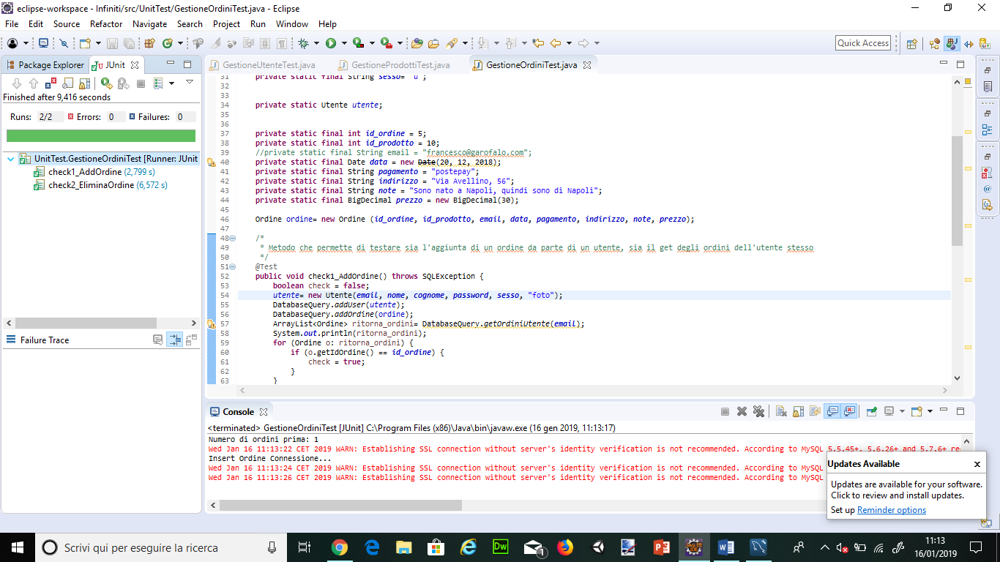 eclipse-workspace - Infiniti/src/UnitTest/GestioneOrdiniTest.java - Eclipse
File Edit Source Refactor Navigate Search Project Run Window Help
Quick Access
Package Explorer JUnit
Finished after 9,416 seconds
Runs: 2/2 Errors: 0 Failures: 0
UnitTest.GestioneOrdiniTest [Runner: JUnit
check1_AddOrdine (2,799 s)
check2_EliminaOrdine (6,572 s)
Failure Trace
GestioneUtenteTest.java GestioneProdottiTest.java GestioneOrdiniTest.java
31 private static final String sesso= "u";
32
33
34 private static Utente utente;
35
36
37 private static final int id_ordine = 5;
38 private static final int id_prodotto = 10;
39 //private static final String email = "francesco@garofalo.com";
40 private static final Date data = new Date(20, 12, 2018);
41 private static final String pagamento = "postepay";
42 private static final String indirizzo = "Via Avellino, 56";
43 private static final String note = "Sono nato a Napoli, quindi sono di Napoli";
44 private static final BigDecimal prezzo = new BigDecimal(30);
45
46 Ordine ordine= new Ordine (id_ordine, id_prodotto, email, data, pagamento, indirizzo, note, prezzo);
47
48 /*
49 * Metodo che permette di testare sia l'aggiunta di un ordine da parte di un utente, sia il get degli ordini dell'utente stesso
50 */
51 @Test
52 public void check1_AddOrdine() throws SQLException {
53 boolean check = false;
54 utente= new Utente(email, nome, cognome, password, sesso, "foto");
55 DatabaseQuery.addUser(utente);
56 DatabaseQuery.addOrdine(ordine);
57 ArrayList<Ordine> ritorna_ordini= DatabaseQuery.getOrdiniUtente(email);
58 System.out.println(ritorna_ordini);
59 for (Ordine o: ritorna_ordini) {
60 if (o.getIdOrdine() == id_ordine) {
61 check = true;
62 }
63 }
Console
<terminated> GestioneOrdiniTest [JUnit] C:\Program Files (x86)\Java\bin\javaw.exe (16 gen 2019, 11:13:17)
Numero di ordini prima: 1
Wed Jan 16 11:13:22 CET 2019 WARN: Establishing SSL connection without server's identity verification is not recommended. According to MySQL 5.5.45+, 5.6.26+ and 5.7.6+ re
Insert Ordine Connessione...
Wed Jan 16 11:13:24 CET 2019 WARN: Establishing SSL connection without server's identity verification is not recommended. According to MySQL
Wed Jan 16 11:13:26 CET 2019 WARN: Establishing SSL connection without server's identity verification is not recommended. According to MySQL
Updates Available
Updates are available for your software.
Click to review and install updates.
Set up Reminder options
Scrivi qui per eseguire la ricerca
11:13
16/01/2019